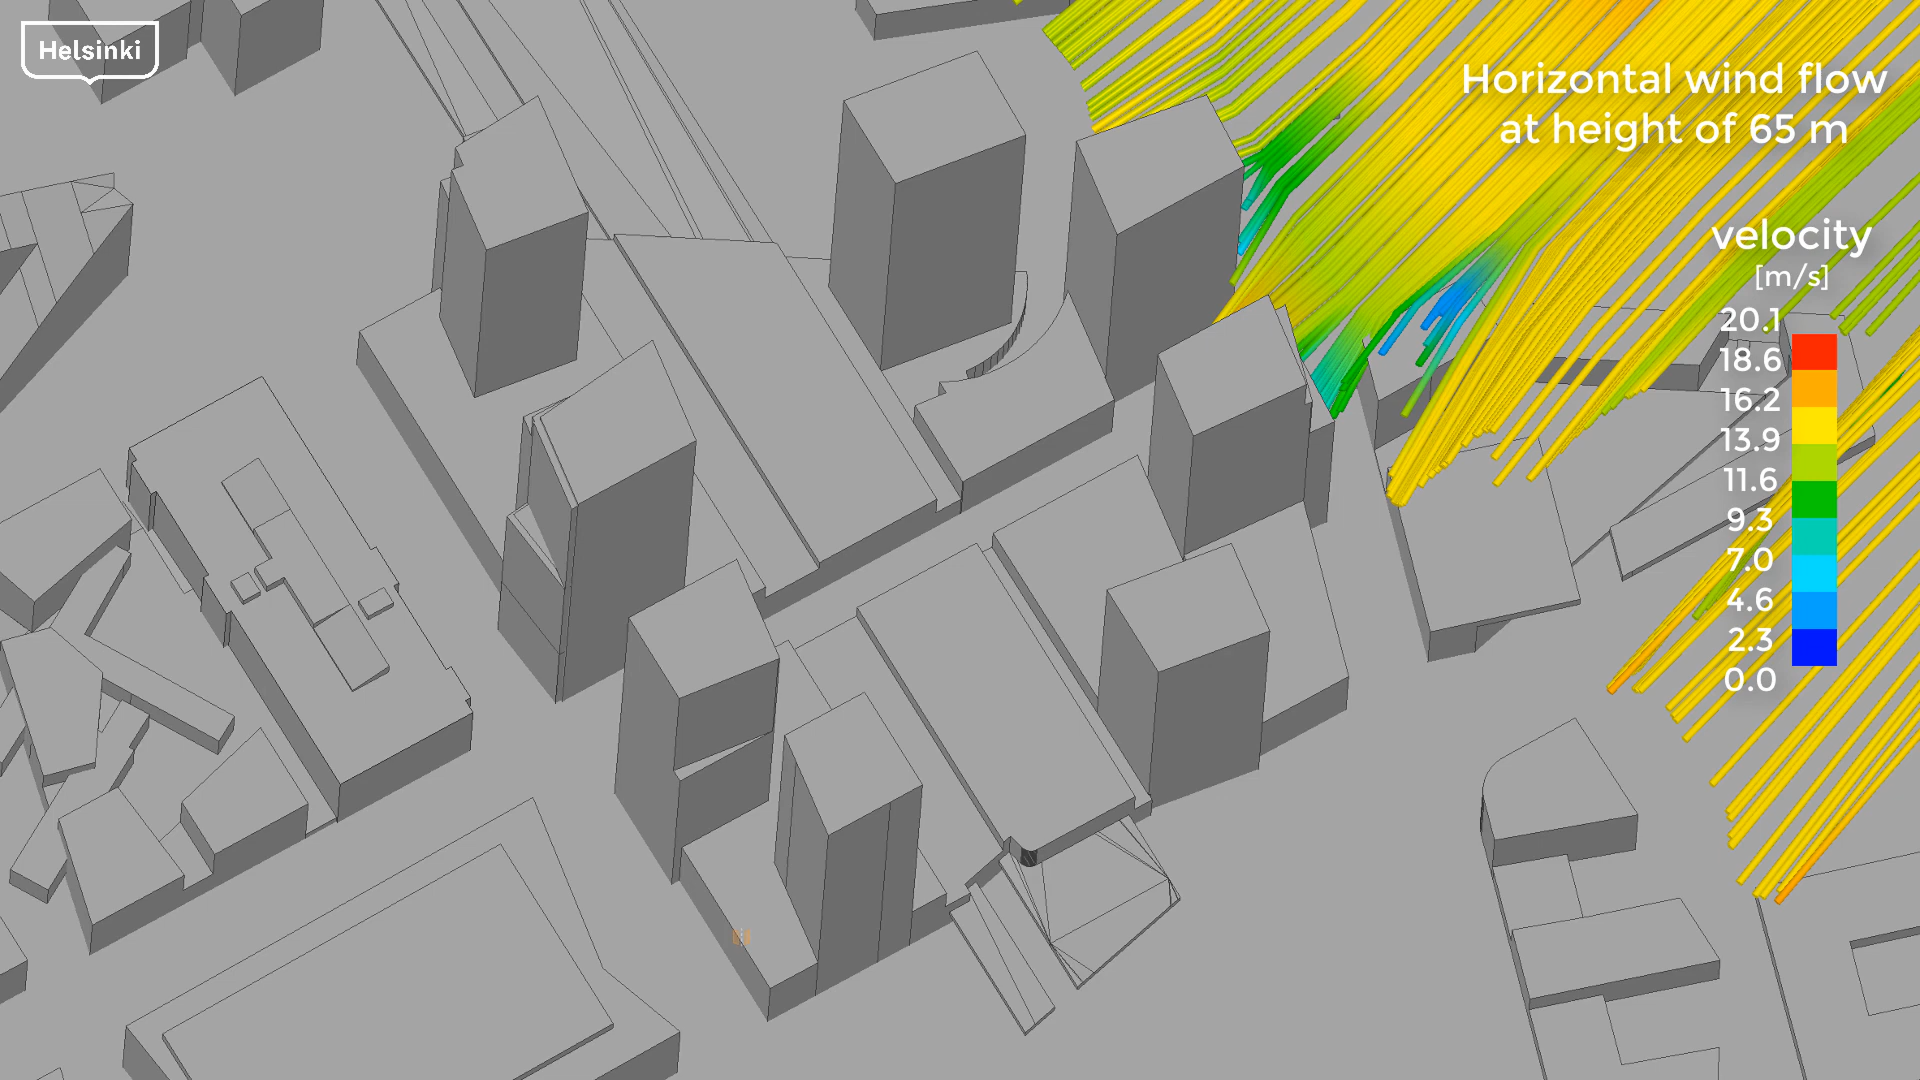 Helsinki
Horizontal wind flow
at height of 65 m
velocity
[m/s]
20.1
18.6
16.2
13.9
11.6
9.3
7.0
4.6
2.3
0.0